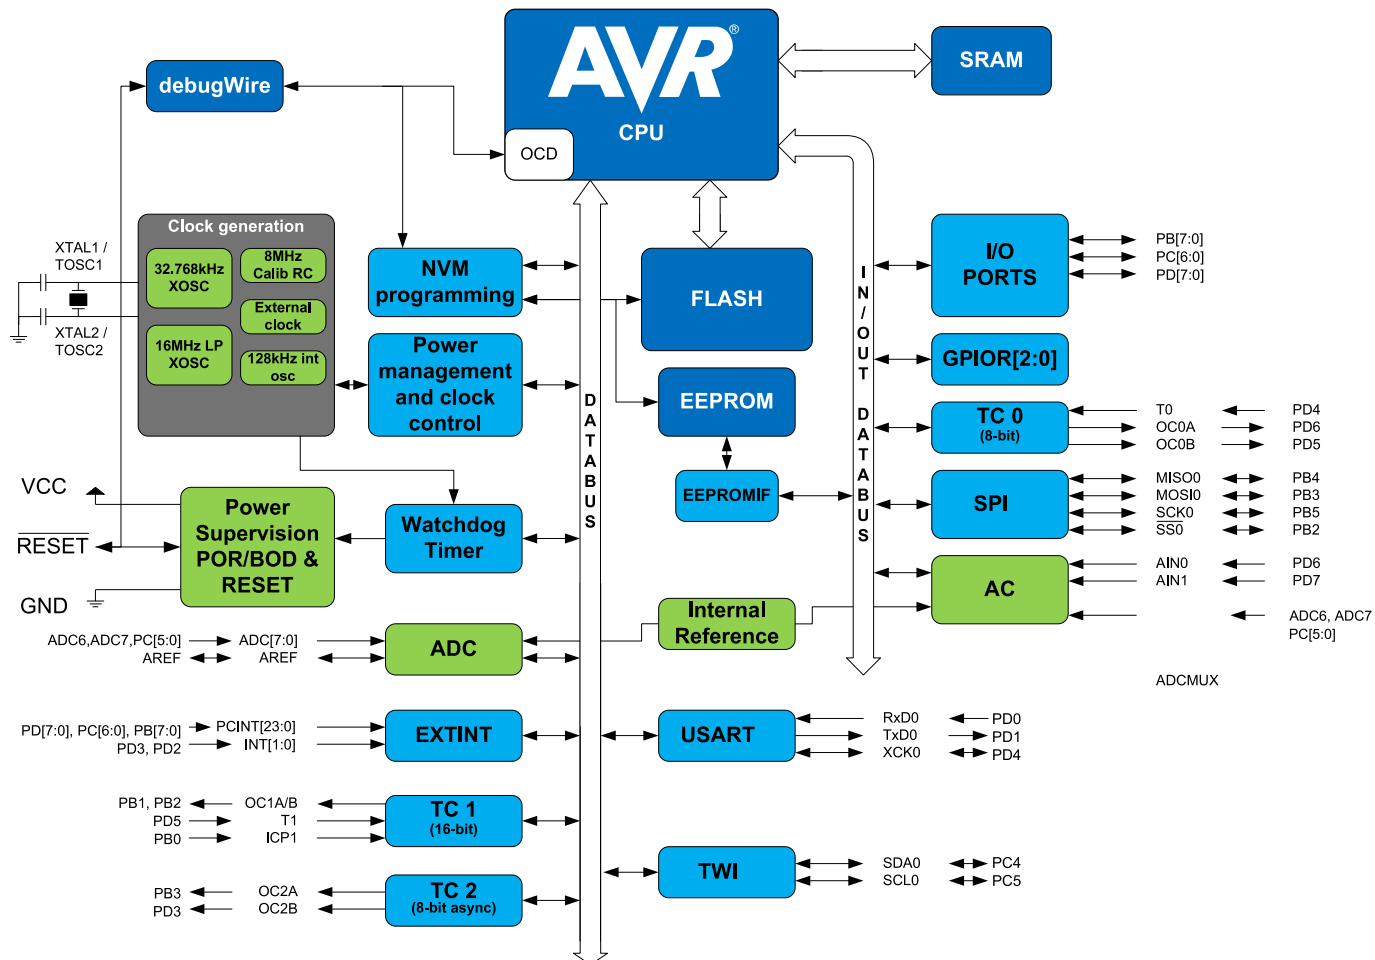 AVR®
CPU
OCD
SRAM
debugWire
Clock generation
32.768kHz
XOSC
8MHz
Calib RC
External
clock
16MHz LP
XOSC
128kHz int
osc
XTAL1 /
TOSC1
XTAL2 /
TOSC2
NVM
programming
Power
management
and clock
control
FLASH
EEPROM
EEPROMIF
DATABUS
IN/OUT DATABUS
I/O
PORTS
PB[7:0]
PC[6:0]
PD[7:0]
GPIOR[2:0]
TC 0
(8-bit)
T0 PD4
OC0A PD6
OC0B PD5
SPI
MISO0 PB4
MOSI0 PB3
SCK0 PB5
SS0 PB2
AC
AIN0 PD6
AIN1 PD7
ADC6, ADC7
PC[5:0]
ADCMUX
VCC
RESET
GND
Power
Supervision
POR/BOD &
RESET
Watchdog
Timer
Internal
Reference
ADC6,ADC7,PC[5:0] ADC[7:0]
AREF AREF
ADC
PD[7:0], PC[6:0], PB[7:0] PCINT[23:0]
PD3, PD2 INT[1:0]
EXTINT
USART
RxD0 PD0
TxD0 PD1
XCK0 PD4
PB1, PB2 OC1A/B
PD5 T1
PB0 ICP1
TC 1
(16-bit)
TWI
SDA0 PC4
SCL0 PC5
PB3 OC2A
PD3 OC2B
TC 2
(8-bit async)